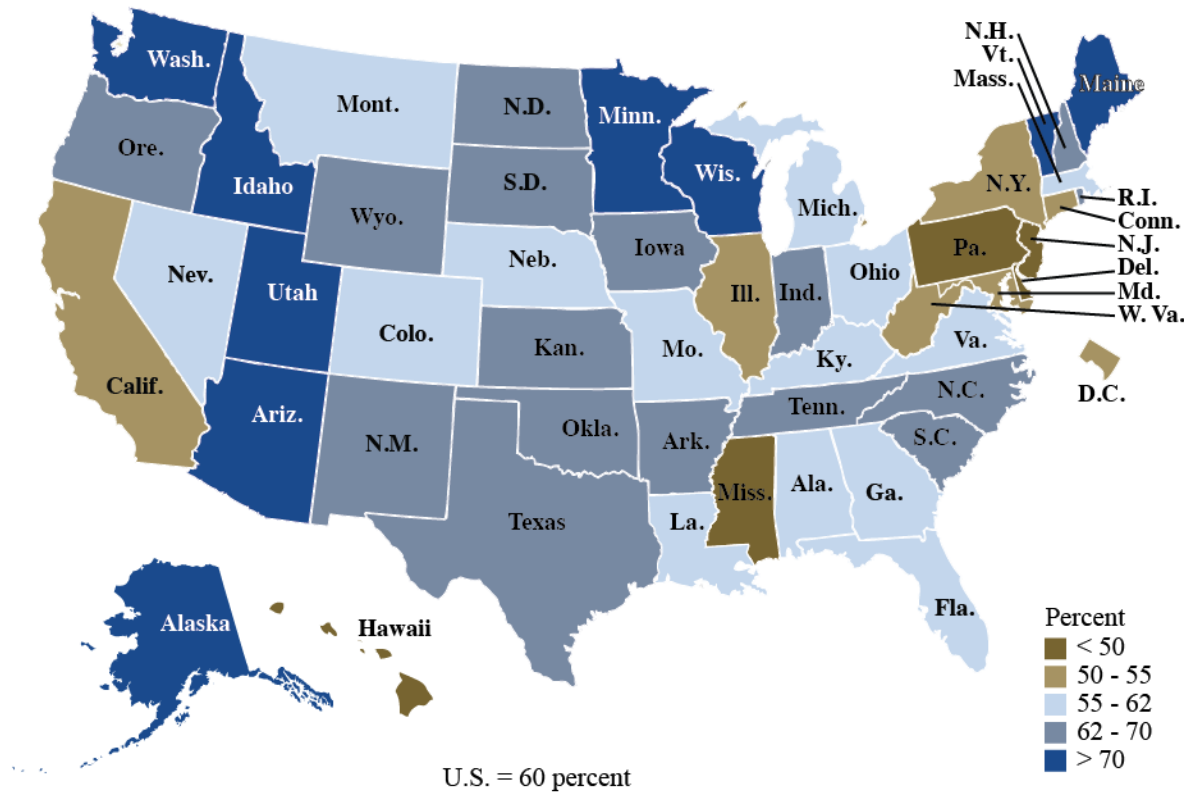 N.H.
Vt.
Mass.
Wash.
Mont.
N.D.
Minn.
Maine
Ore.
Idaho
S.D.
Wis.
Mich.
N.Y.
R.I.
Conn.
N.J.
Del.
Md.
W. Va.
Wyo.
Iowa
Pa.
Nev.
Utah
Neb.
Ill.
Ind.
Ohio
Colo.
Kan.
Mo.
Ky.
Va.
D.C.
Calif.
Ariz.
N.M.
Okla.
Ark.
Tenn.
N.C.
S.C.
Texas
La.
Miss.
Ala.
Ga.
Fla.
Alaska
Hawaii
Percent
< 50
50 - 55
55 - 62
62 - 70
> 70
U.S. = 60 percent